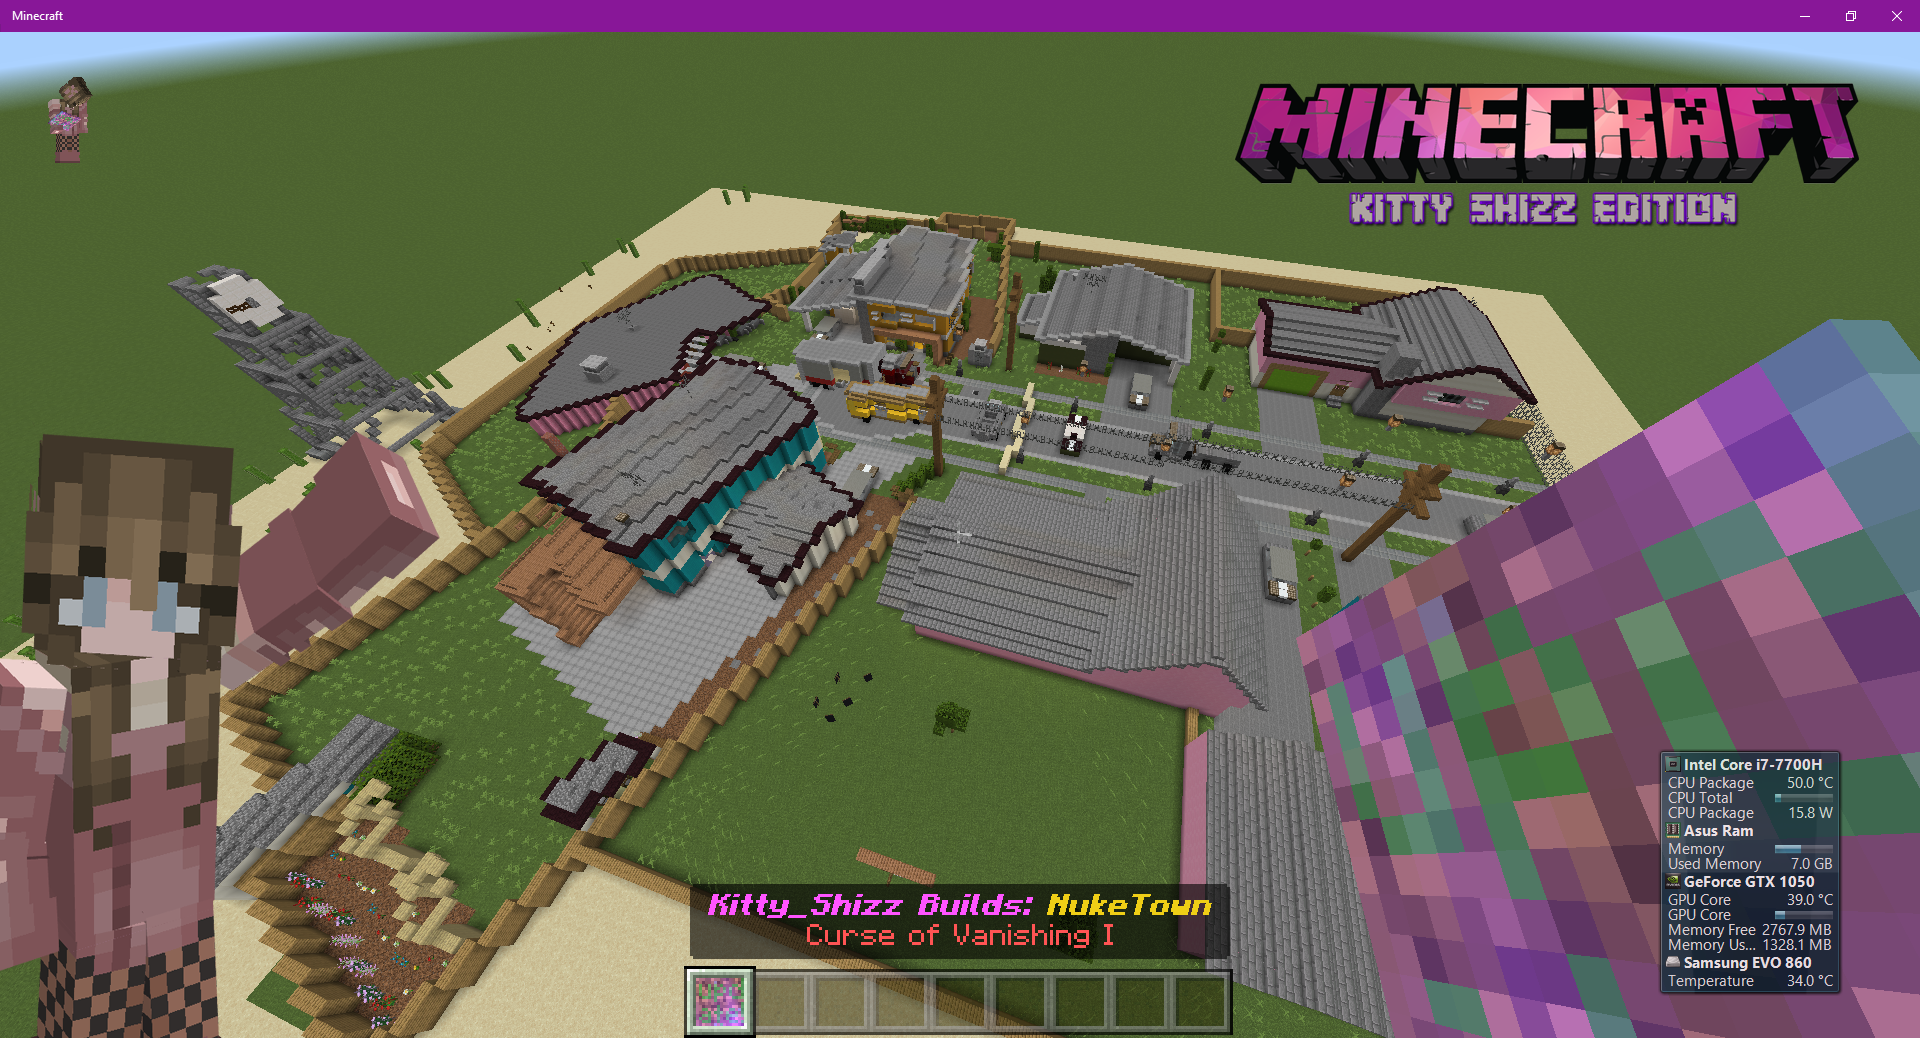 Minecraft
MINECRAFT
KITTY SHIZZ EDITION
Kitty_Shizz Builds: NukeTown
Curse of Vanishing I
Intel Core i7-7700H
CPU Package 50.0 °C
CPU Total
CPU Package 15.8 W
Asus Ram
Memory
Used Memory 7.0 GB
GeForce GTX 1050
GPU Core 39.0 °C
GPU Core
Memory Free 2767.9 MB
Memory Us... 1328.1 MB
Samsung EVO 860
Temperature 34.0 °C